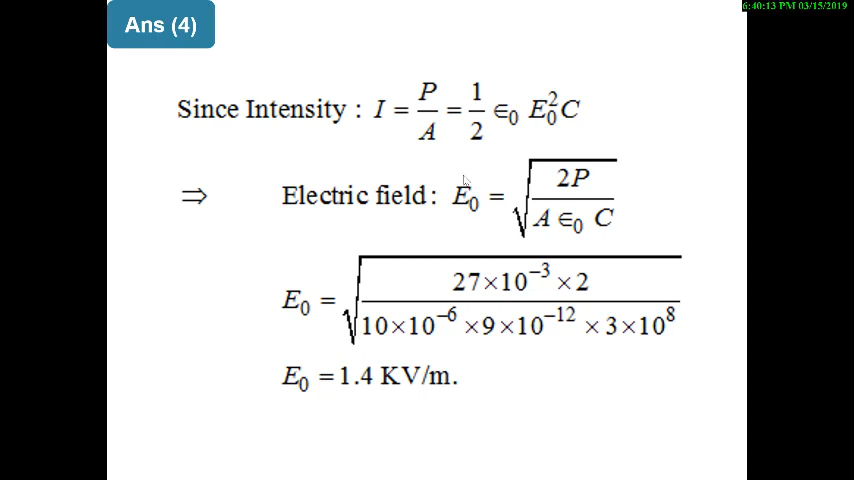 6:40:13 PM 03/15/2019
Ans (4)
Since Intensity : I = P/A = 1/2 ∈₀ E₀² C
⇒ Electric field : E₀ = √(2P / (A ∈₀ C))
E₀ = √((27×10⁻³ ×2) / (10×10⁻⁶ ×9×10⁻¹² ×3×10⁸))
E₀ = 1.4 KV/m.